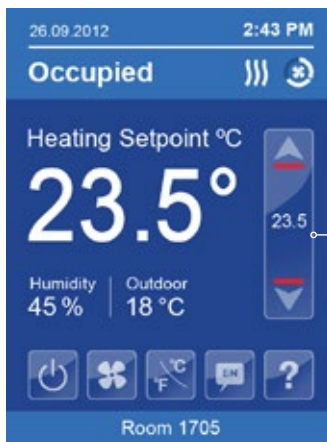 26.09.2012 2:43 PM
Occupied
Heating Setpoint ºC
23.5°
23.5
Humidity Outdoor
45 % 18 °C
°F °C EN ?
Room 1705